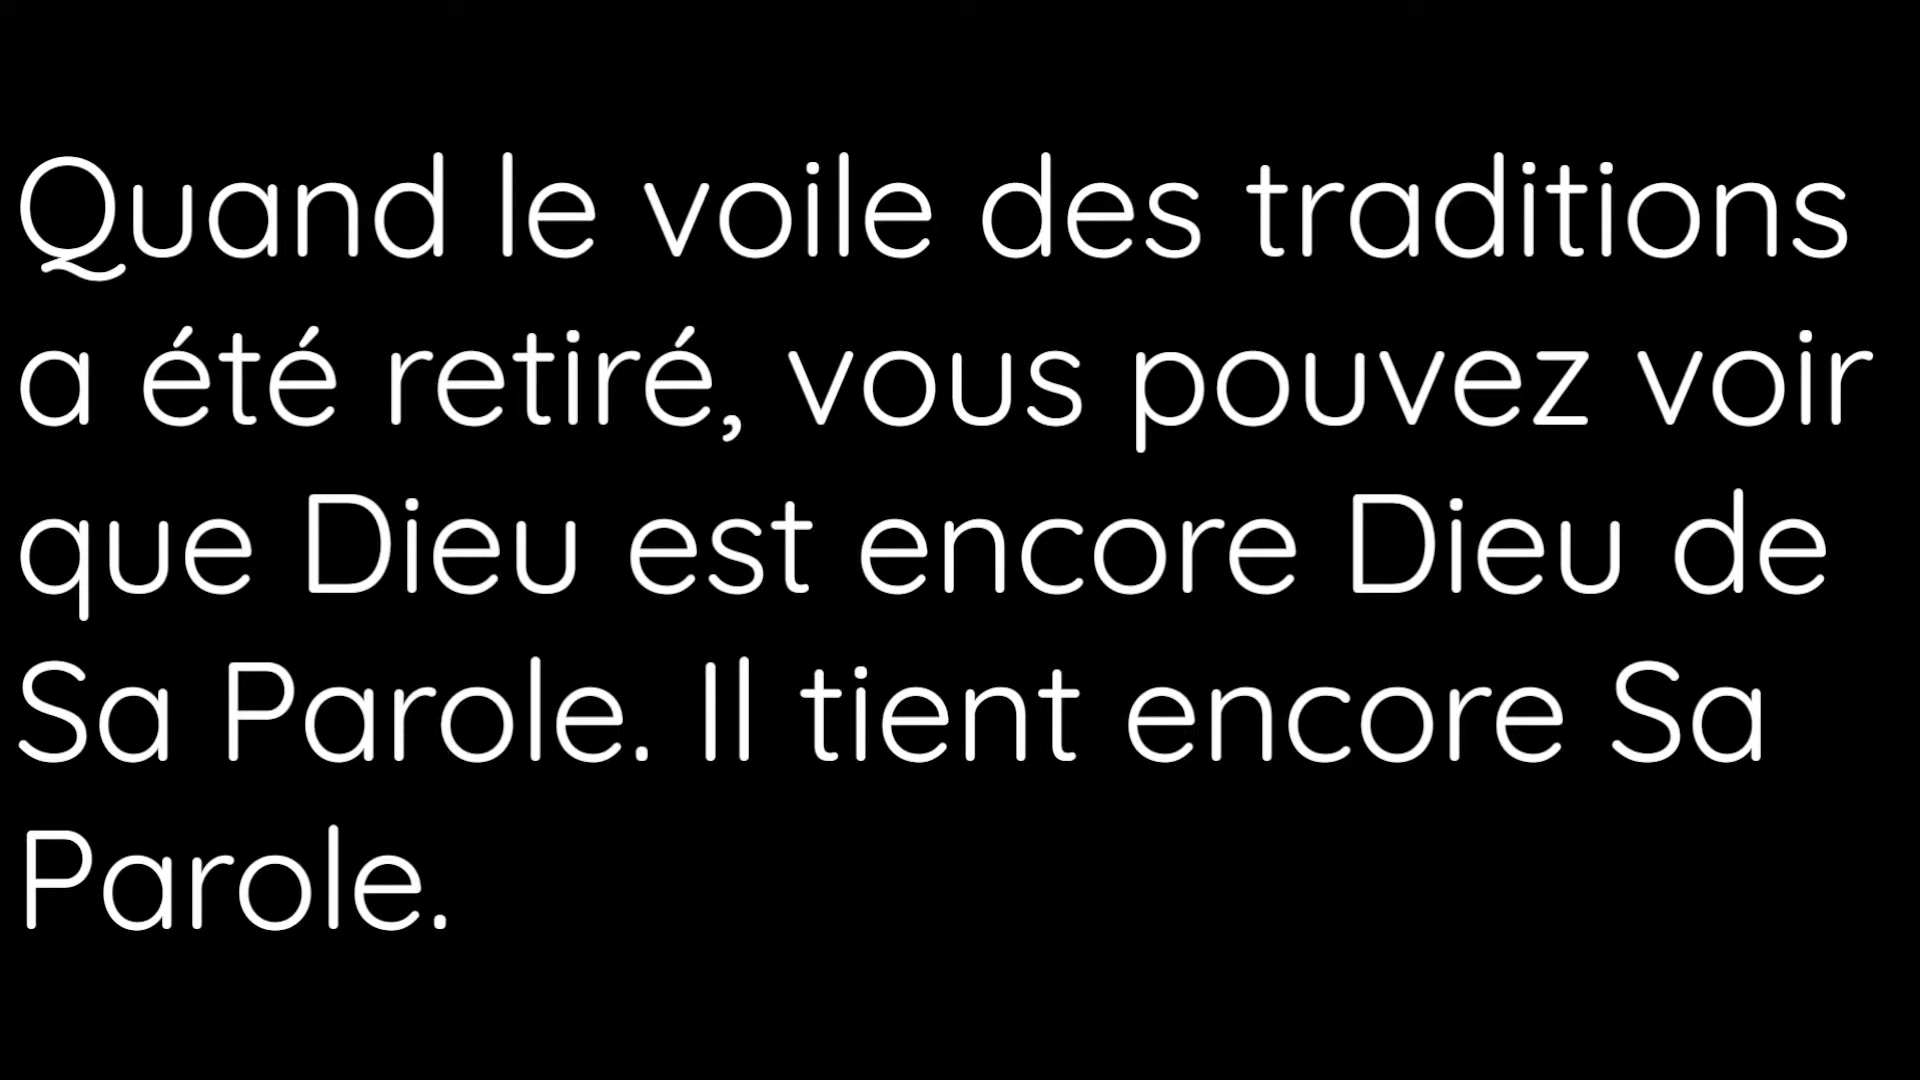 Quand le voile des traditions
a été retiré, vous pouvez voir
que Dieu est encore Dieu de
Sa Parole. Il tient encore Sa
Parole.